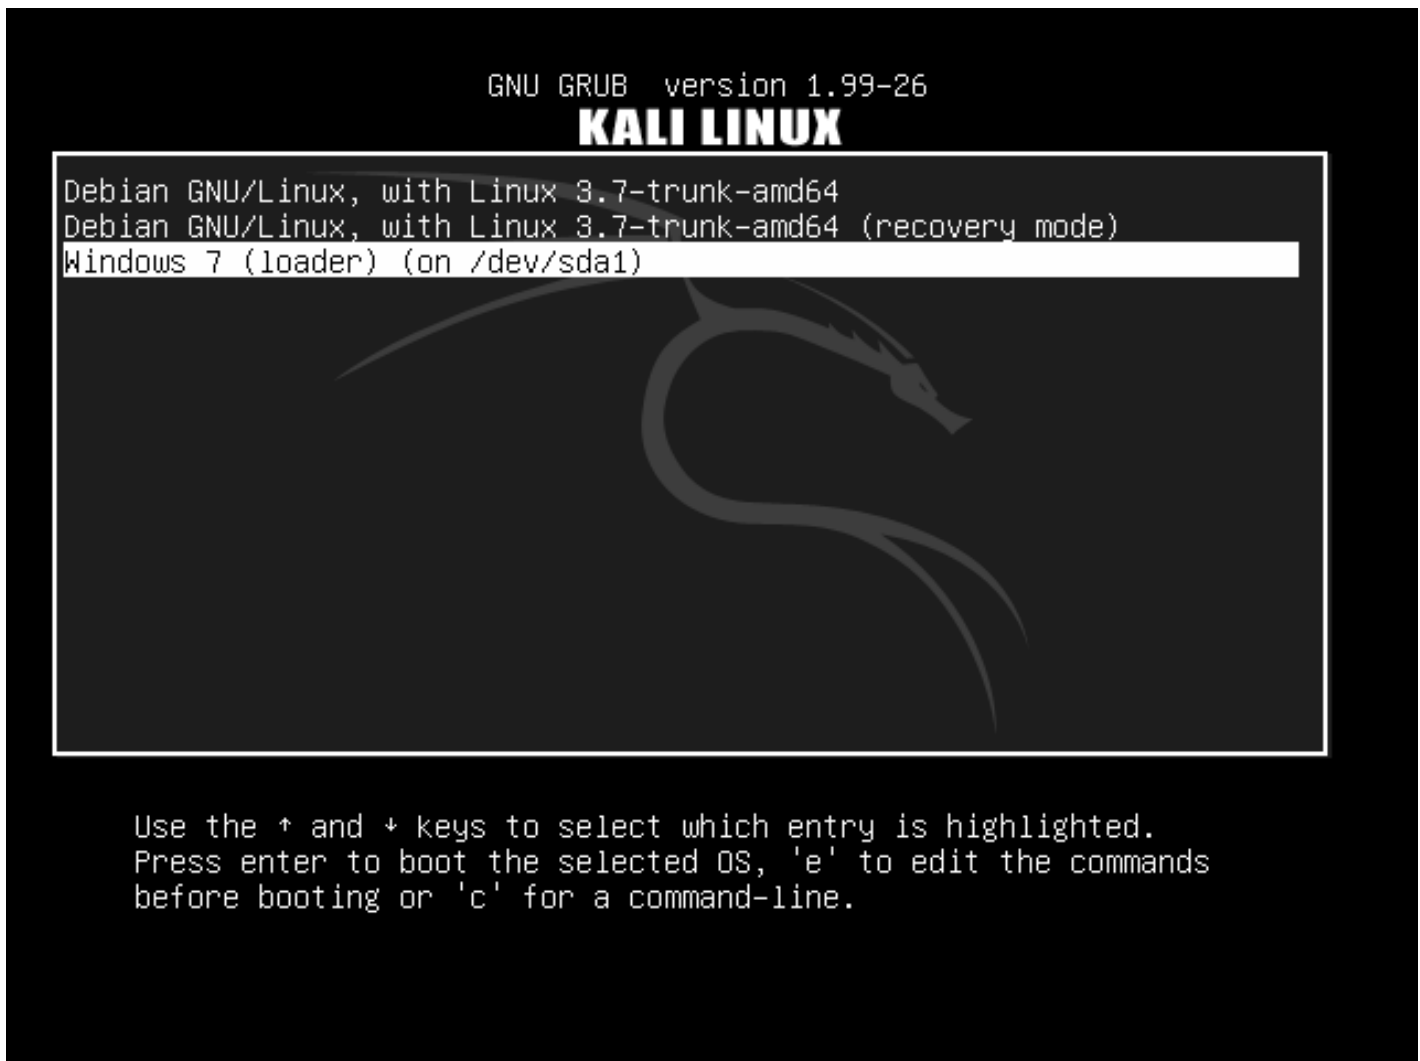 GNU GRUB  version 1.99-26
KALI LINUX
Debian GNU/Linux, with Linux 3.7-trunk-amd64
Debian GNU/Linux, with Linux 3.7-trunk-amd64 (recovery mode)
Windows 7 (loader) (on /dev/sda1)
Use the ↑ and ↓ keys to select which entry is highlighted.
Press enter to boot the selected OS, 'e' to edit the commands
before booting or 'c' for a command-line.